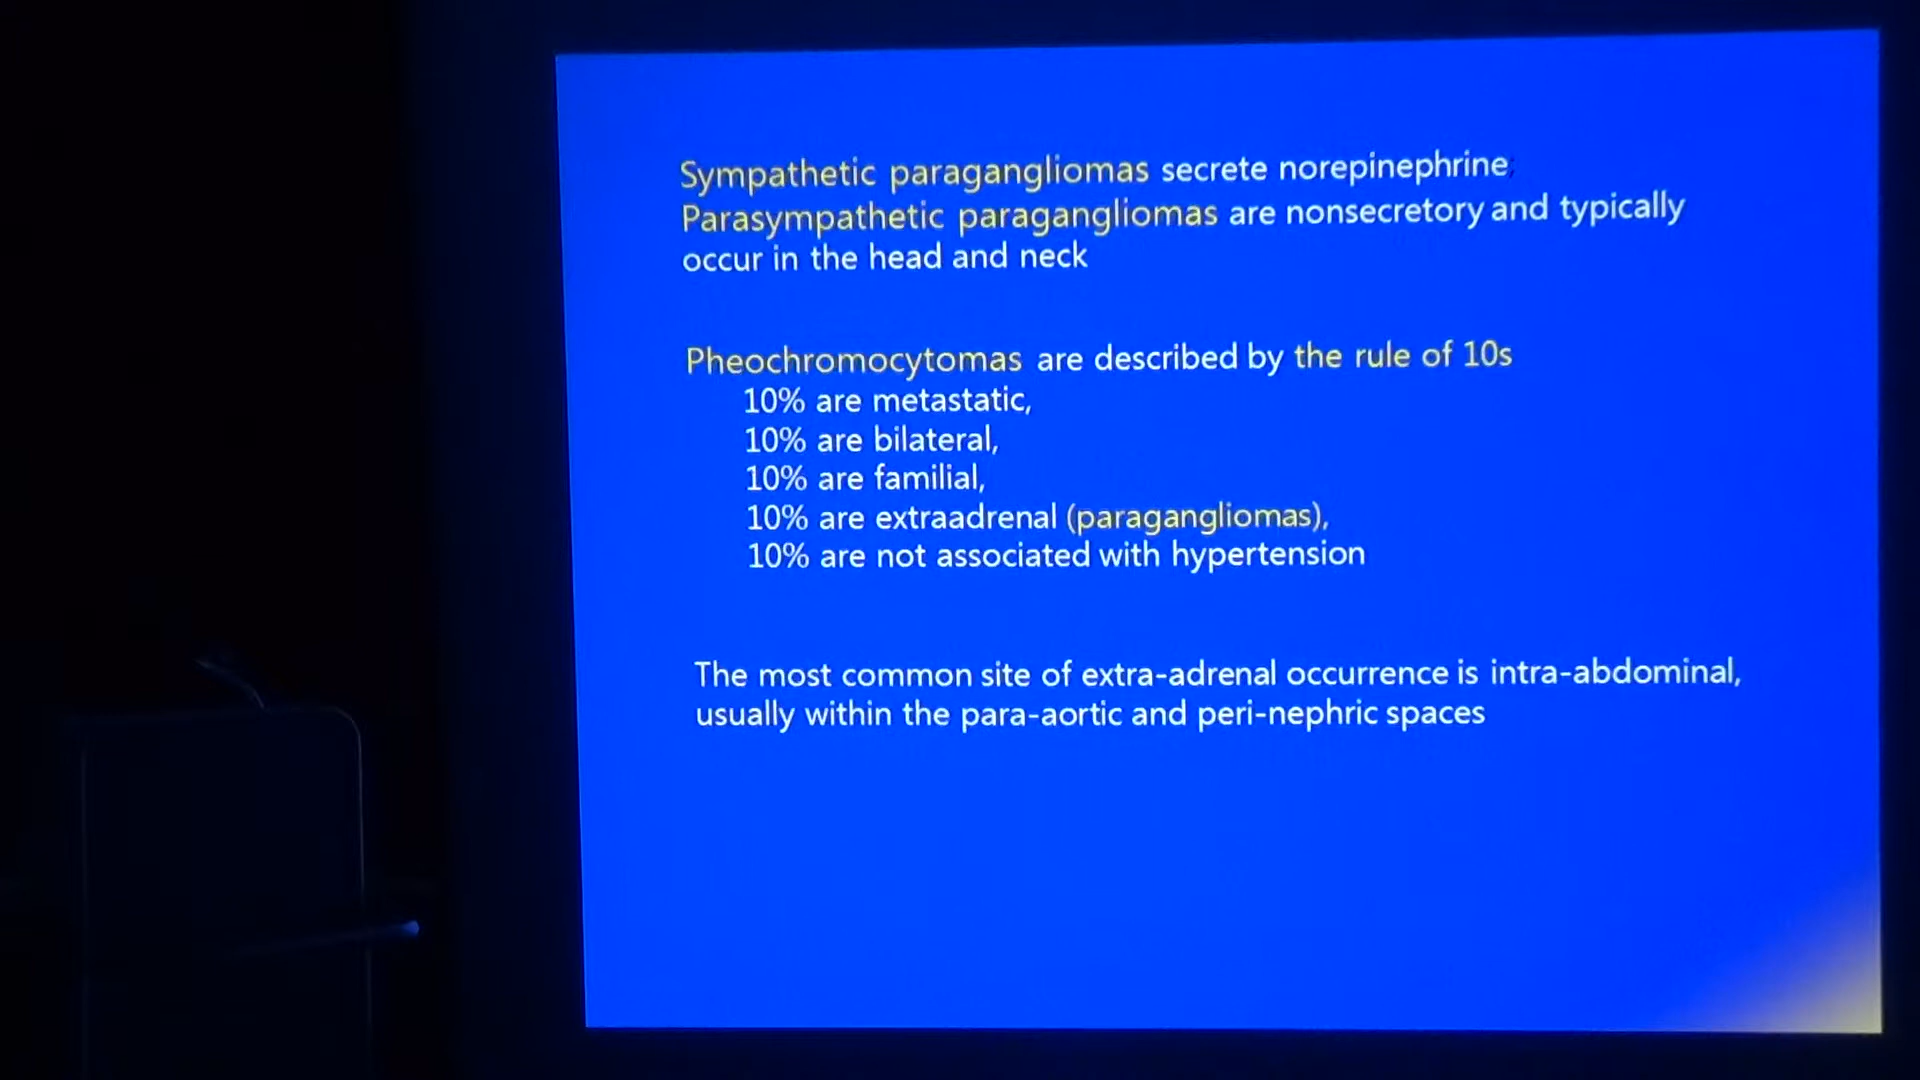 Sympathetic paragangliomas secrete norepinephrine;
Parasympathetic paragangliomas are nonsecretory and typically
occur in the head and neck
Pheochromocytomas are described by the rule of 10s
10% are metastatic,
10% are bilateral,
10% are familial,
10% are extraadrenal (paragangliomas),
10% are not associated with hypertension
The most common site of extra-adrenal occurrence is intra-abdominal,
usually within the para-aortic and peri-nephric spaces